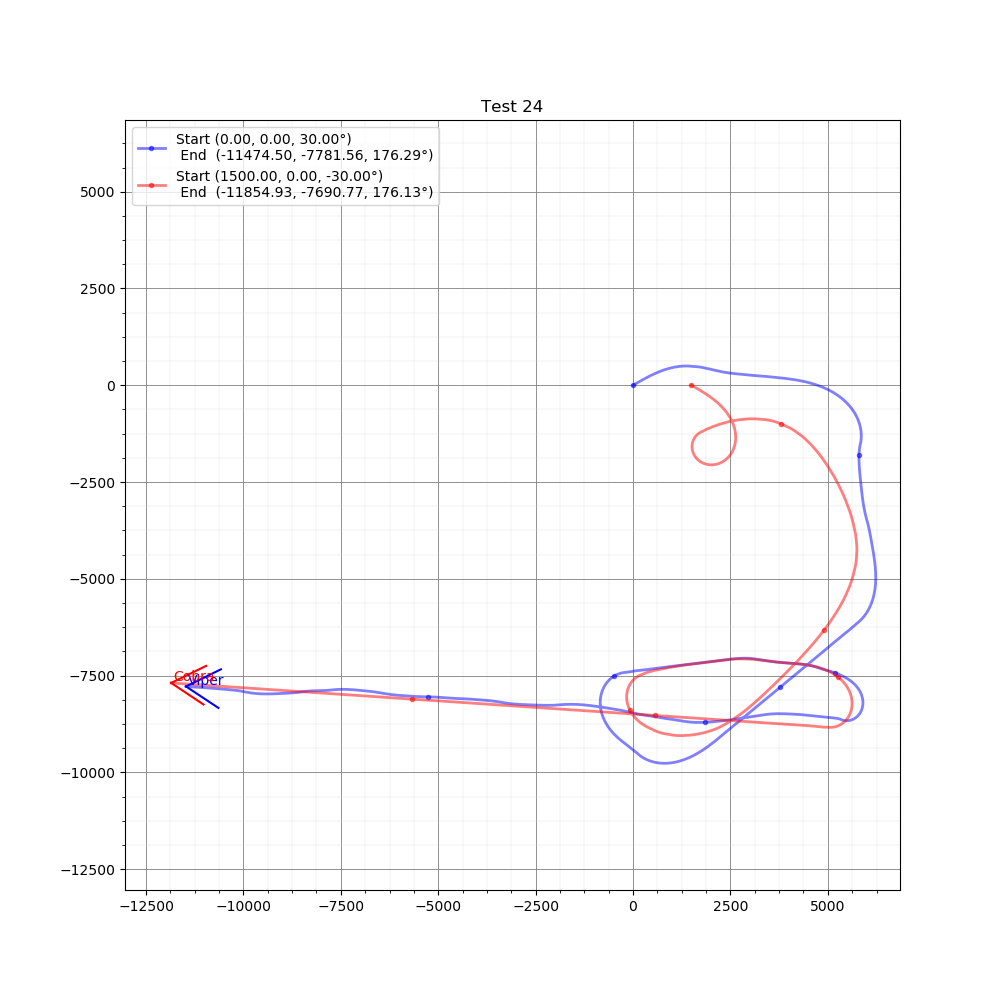 Test 24
Start (0.00, 0.00, 30.00°)
End (-11474.50, -7781.56, 176.29°)
Start (1500.00, 0.00, -30.00°)
End (-11854.93, -7690.77, 176.13°)
5000
2500
0
−2500
−5000
−7500
−10000
−12500
Cobra
Viper
−12500 −10000 −7500 −5000 −2500 0 2500 5000